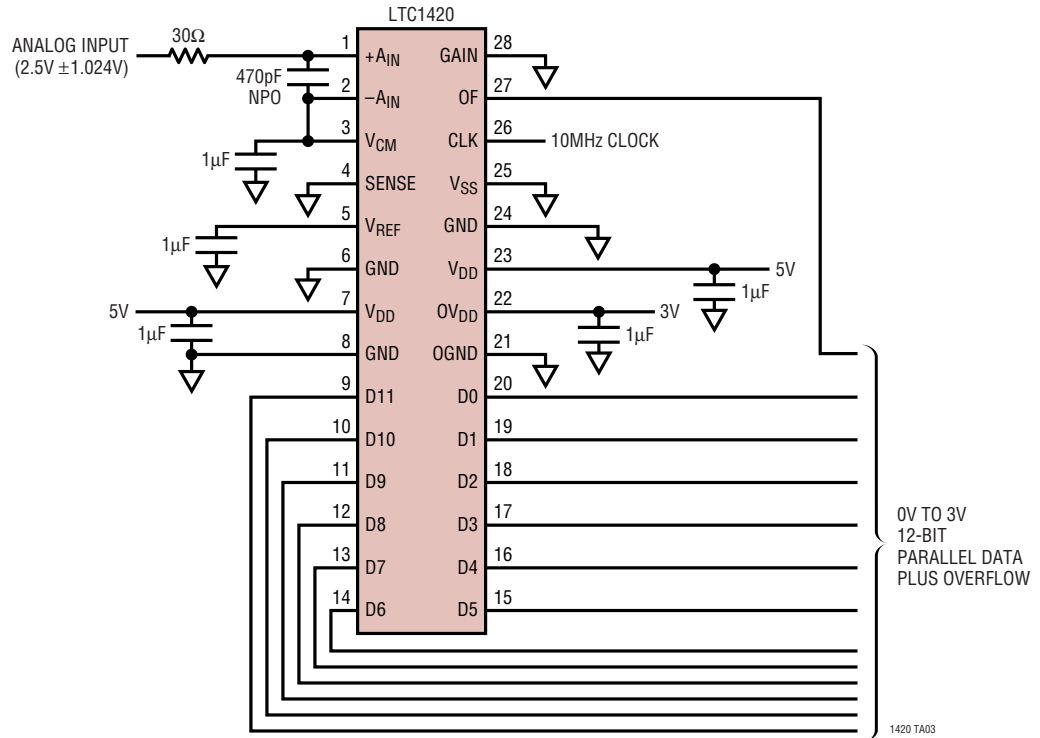 LTC1420
ANALOG INPUT
(2.5V ±1.024V)
30Ω
470pF
NPO
1μF
1μF
5V
1μF
1 +AIN
2 –AIN
3 VCM
4 SENSE
5 VREF
6 GND
7 VDD
8 GND
9 D11
10 D10
11 D9
12 D8
13 D7
14 D6
GAIN 28
OF 27
CLK 26
VSS 25
GND 24
VDD 23
OVDD 22
OGND 21
D0 20
D1 19
D2 18
D3 17
D4 16
D5 15
10MHz CLOCK
5V
1μF
3V
1μF
0V TO 3V
12-BIT
PARALLEL DATA
PLUS OVERFLOW
1420 TA03